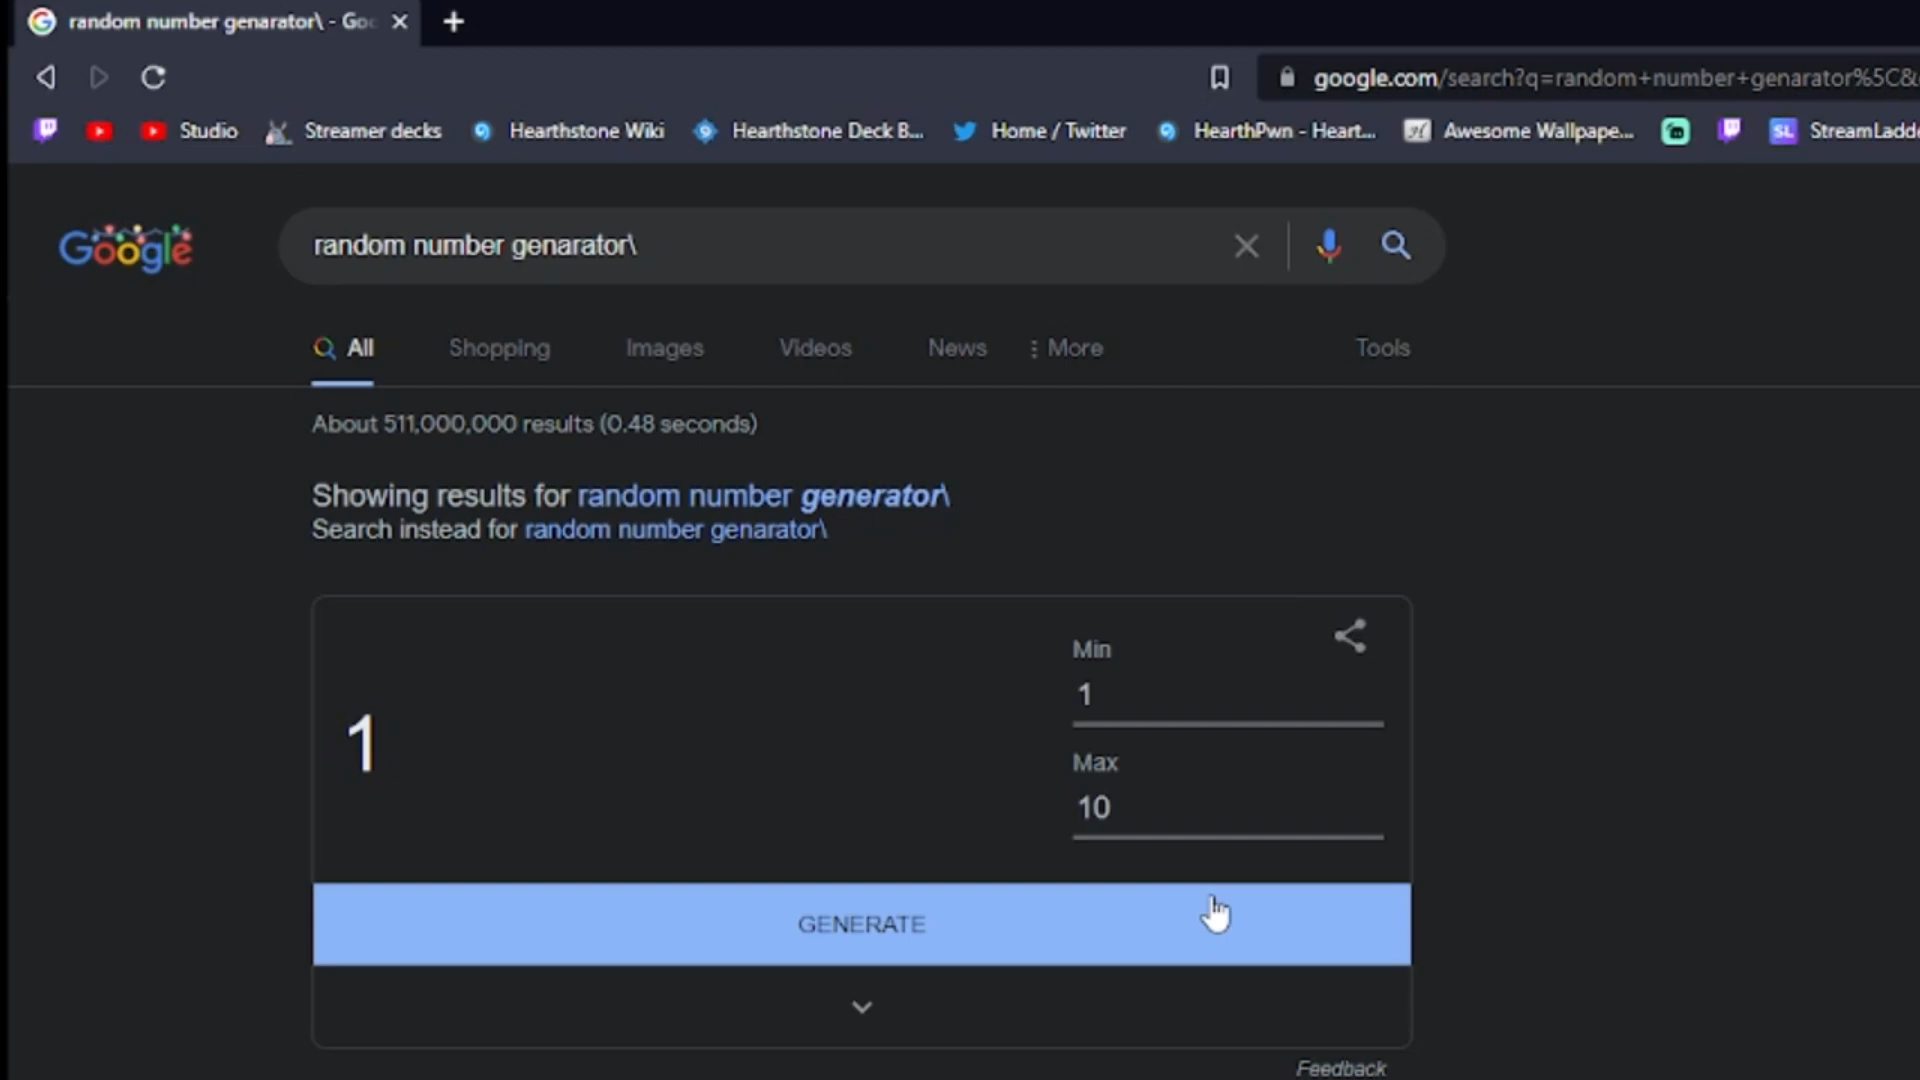 random number genarator\ - Goo
google.com/search?q=random+number+genarator%5C&
Studio Streamer decks Hearthstone Wiki Hearthstone Deck B... Home / Twitter HearthPwn - Heart... Awesome Wallpape... SL StreamLadde
Google random number genarator\
All Shopping Images Videos News More Tools
About 511,000,000 results (0.48 seconds)
Showing results for random number generator\
Search instead for random number genarator\
Min
1
1
Max
10
GENERATE
Feedback